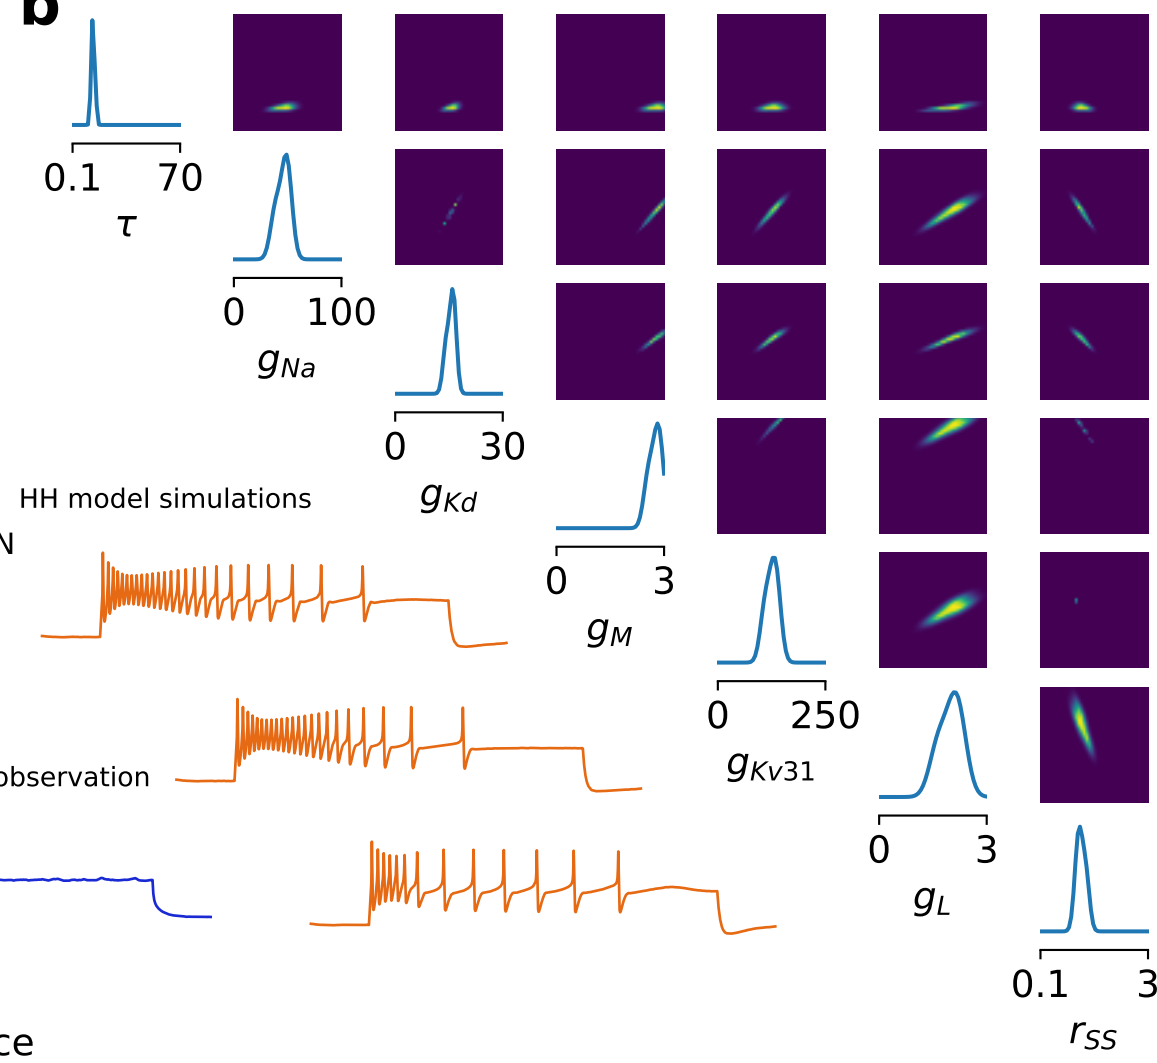 b
0.1 70
τ
0 100
g_Na
0 30
g_Kd
HH model simulations
N
0 3
g_M
0 250
g_Kv31
observation
0 3
g_L
0.1 3
r_SS
ce